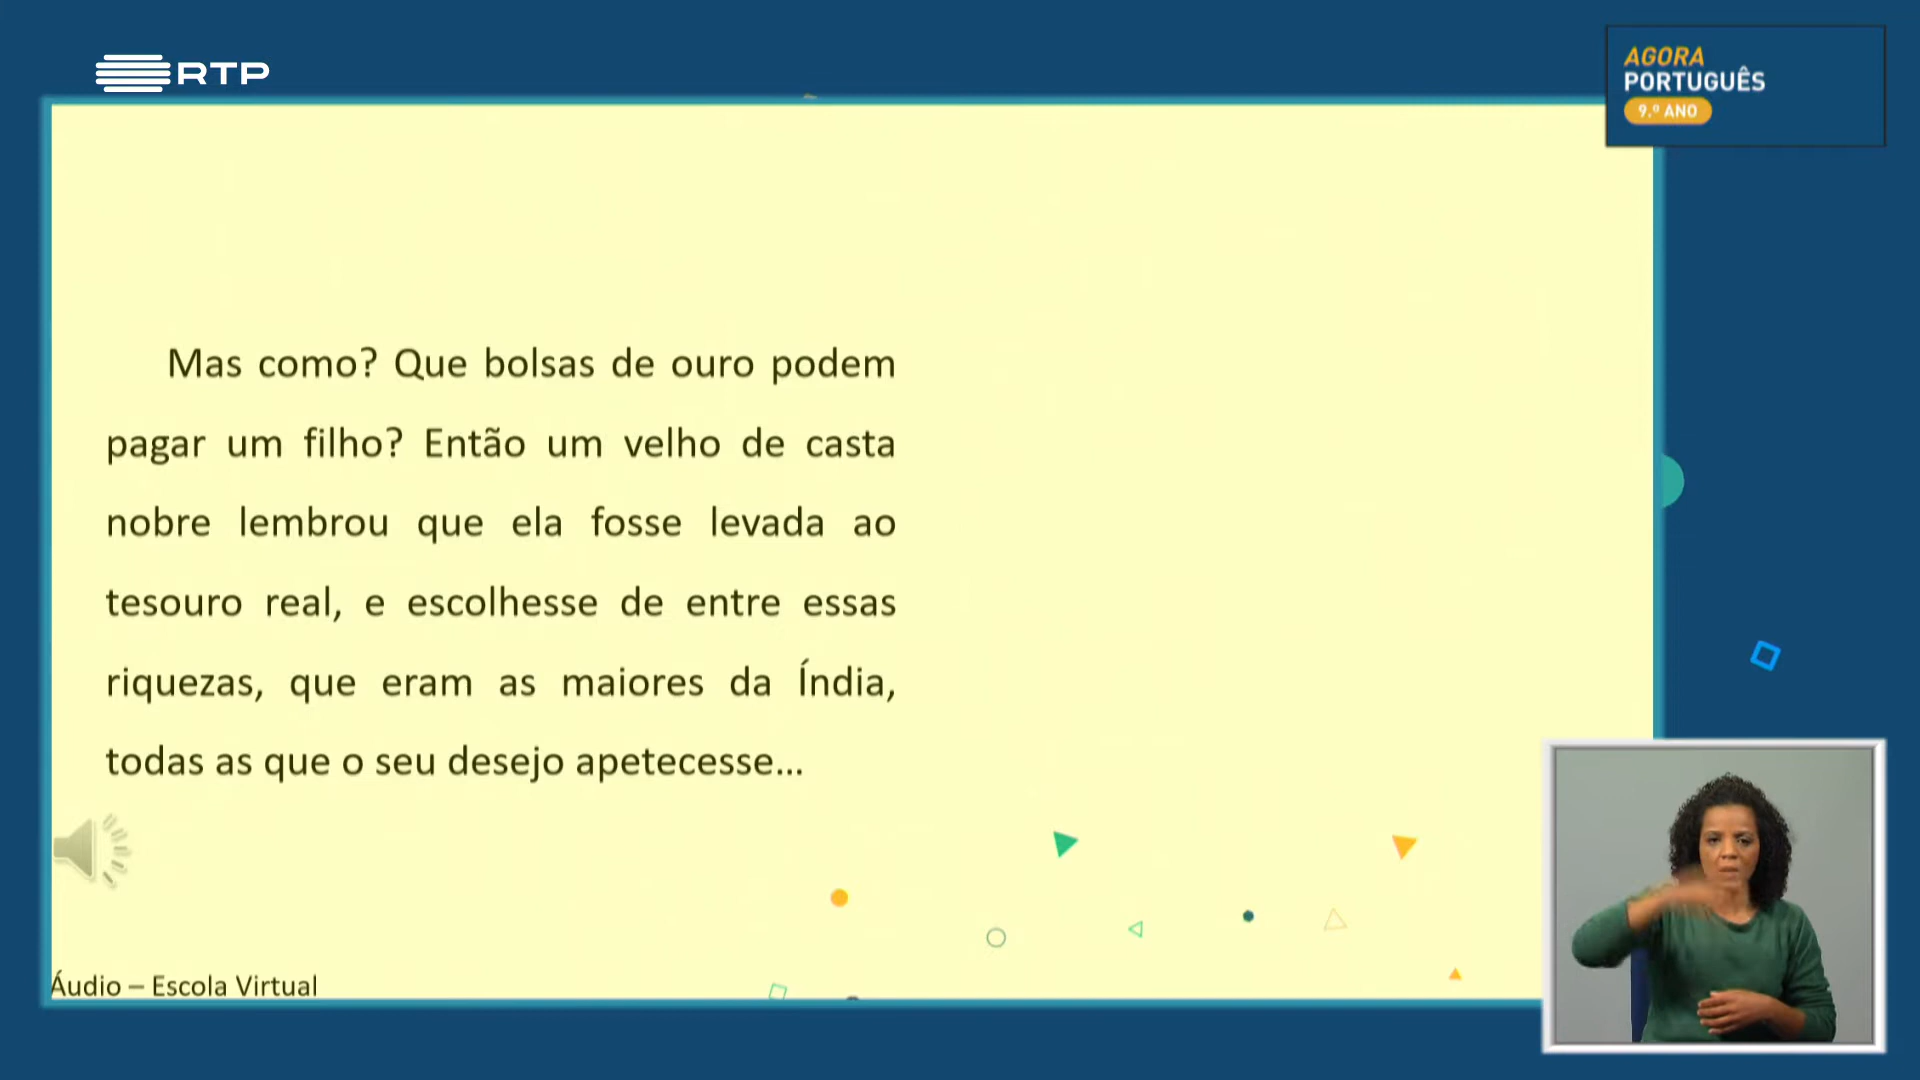 RTP
AGORA
PORTUGUÊS
9.º ANO
Mas como? Que bolsas de ouro podem
pagar um filho? Então um velho de casta
nobre lembrou que ela fosse levada ao
tesouro real, e escolhesse de entre essas
riquezas, que eram as maiores da Índia,
todas as que o seu desejo apetecesse...
Áudio – Escola Virtual